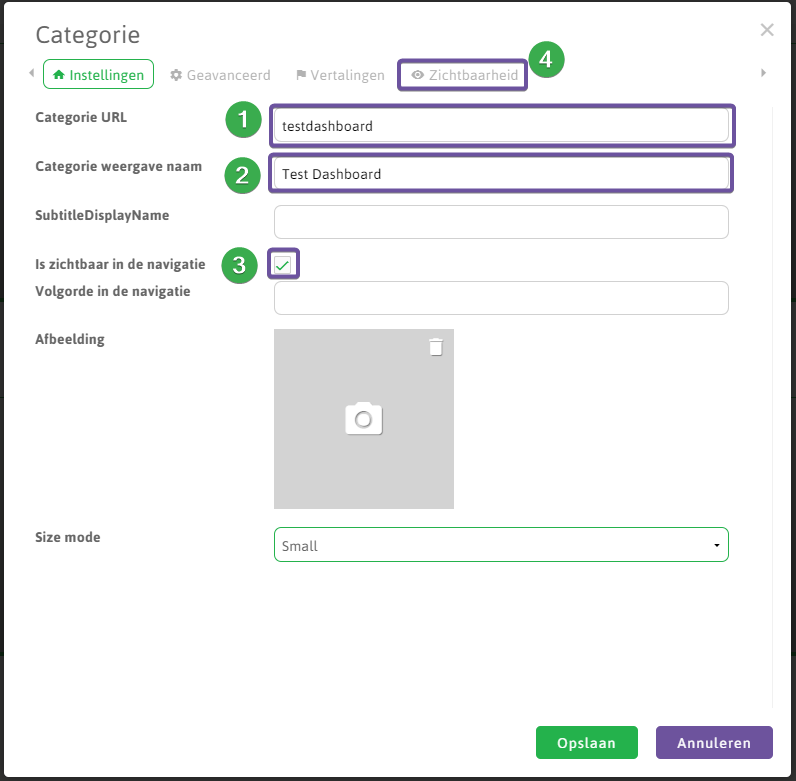 Categorie
Instellingen Geavanceerd Vertalingen Zichtbaarheid 4
Categorie URL 1 testdashboard
Categorie weergave naam 2 Test Dashboard
SubtitleDisplayName
Is zichtbaar in de navigatie 3
Volgorde in de navigatie
Afbeelding
Size mode Small
Opslaan Annuleren